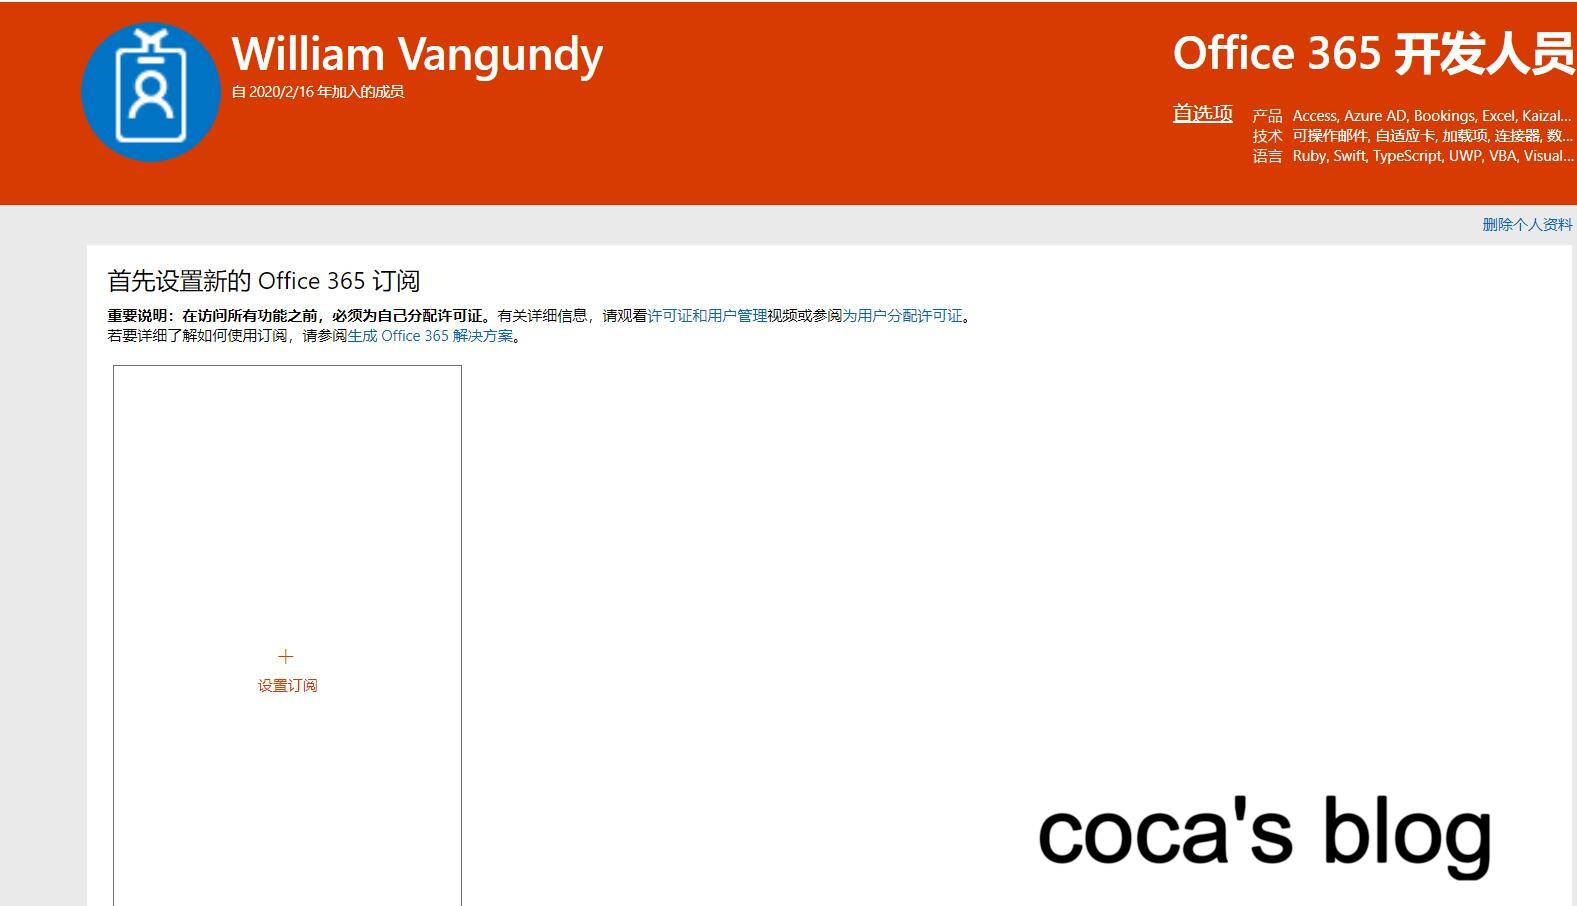 William Vangundy
自 2020/2/16 年加入的成员
Office 365 开发人员
首选项
产品 Access, Azure AD, Bookings, Excel, Kaizal...
技术 可操作邮件, 自适应卡, 加载项, 连接器, 数...
语言 Ruby, Swift, TypeScript, UWP, VBA, Visual...
删除个人资料
首先设置新的 Office 365 订阅
重要说明：在访问所有功能之前，必须为自己分配许可证。有关详细信息，请观看许可证和用户管理视频或参阅为用户分配许可证。
若要详细了解如何使用订阅，请参阅生成 Office 365 解决方案。
+
设置订阅
coca's blog